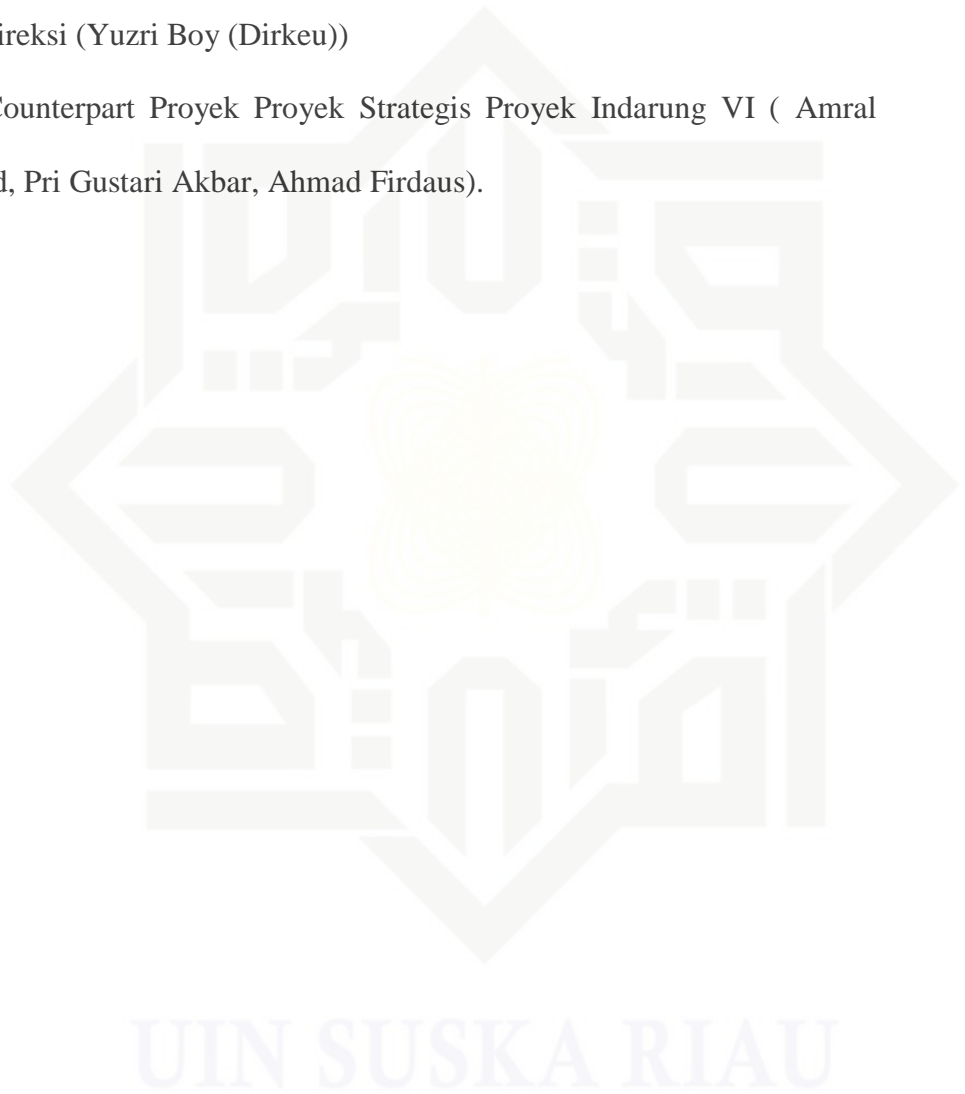 ireksi (Yuzri Boy (Dirkeu))
Counterpart Proyek Proyek Strategis Proyek Indarung VI ( Amral
d, Pri Gustari Akbar, Ahmad Firdaus).
UIN SUSKA RIAU